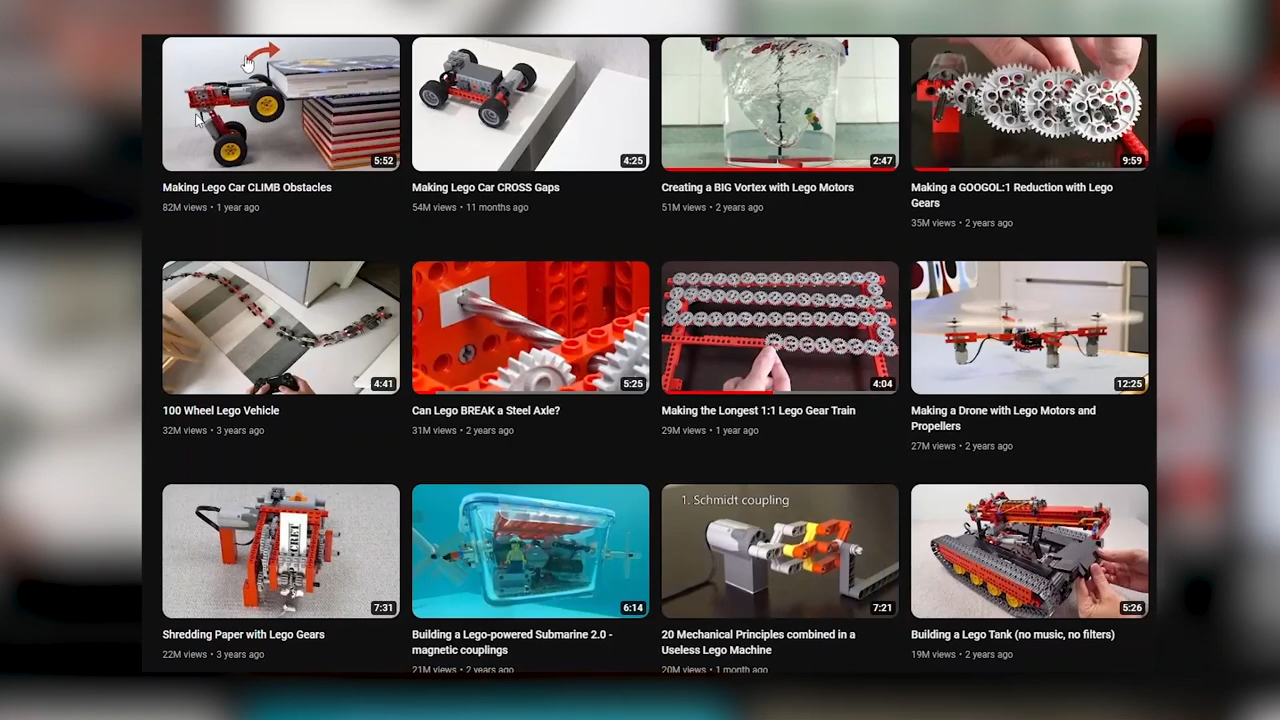 5:52
4:25
2:47
9:59
Making Lego Car CLIMB Obstacles
Making Lego Car CROSS Gaps
Creating a BIG Vortex with Lego Motors
Making a GOOGOL:1 Reduction with Lego
Gears
82M views • 1 year ago
54M views • 11 months ago
51M views • 2 years ago
35M views • 2 years ago
4:41
5:25
4:04
12:25
100 Wheel Lego Vehicle
Can Lego BREAK a Steel Axle?
Making the Longest 1:1 Lego Gear Train
Making a Drone with Lego Motors and
Propellers
32M views • 3 years ago
31M views • 2 years ago
29M views • 1 year ago
27M views • 2 years ago
1. Schmidt coupling
7:31
6:14
7:21
5:26
Shredding Paper with Lego Gears
Building a Lego-powered Submarine 2.0 -
magnetic couplings
20 Mechanical Principles combined in a
Useless Lego Machine
Building a Lego Tank (no music, no filters)
22M views • 3 years ago
21M views • 2 years ago
20M views • 1 month ago
19M views • 2 years ago